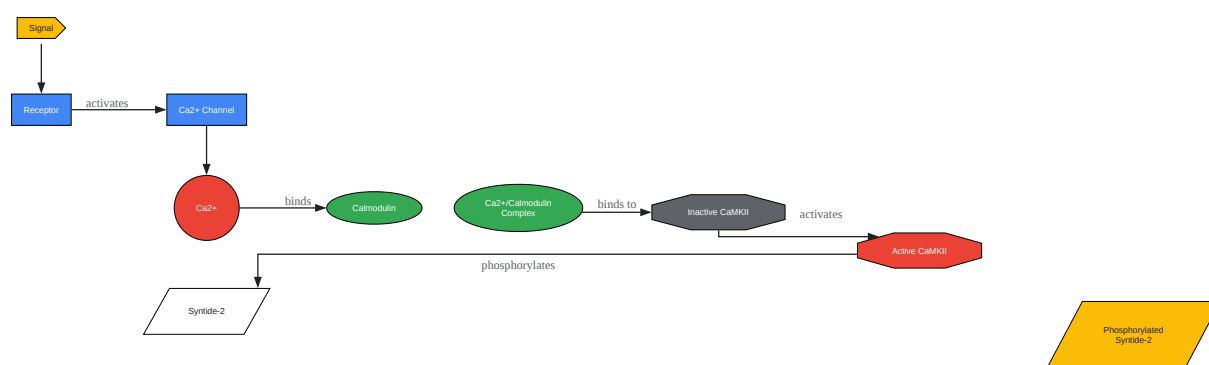 Signal
Receptor
activates
Ca2+ Channel
Ca2+
binds
Calmodulin
Ca2+/Calmodulin
Complex
binds to
Inactive CaMKII
activates
Active CaMKII
phosphorylates
Syntide-2
Phosphorylated
Syntide-2